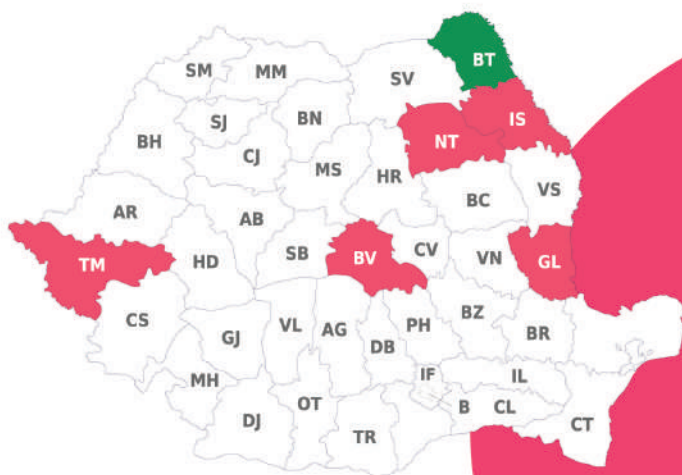 BT
SM
MM
SV
SJ
BN
IS
BH
CJ
NT
MS
HR
BC
VS
AR
AB
TM
HD
SB
BV
CV
VN
GL
CS
GJ
VL
AG
DB
PH
BZ
BR
MH
IF
IL
DJ
OT
TR
B
CL
CT